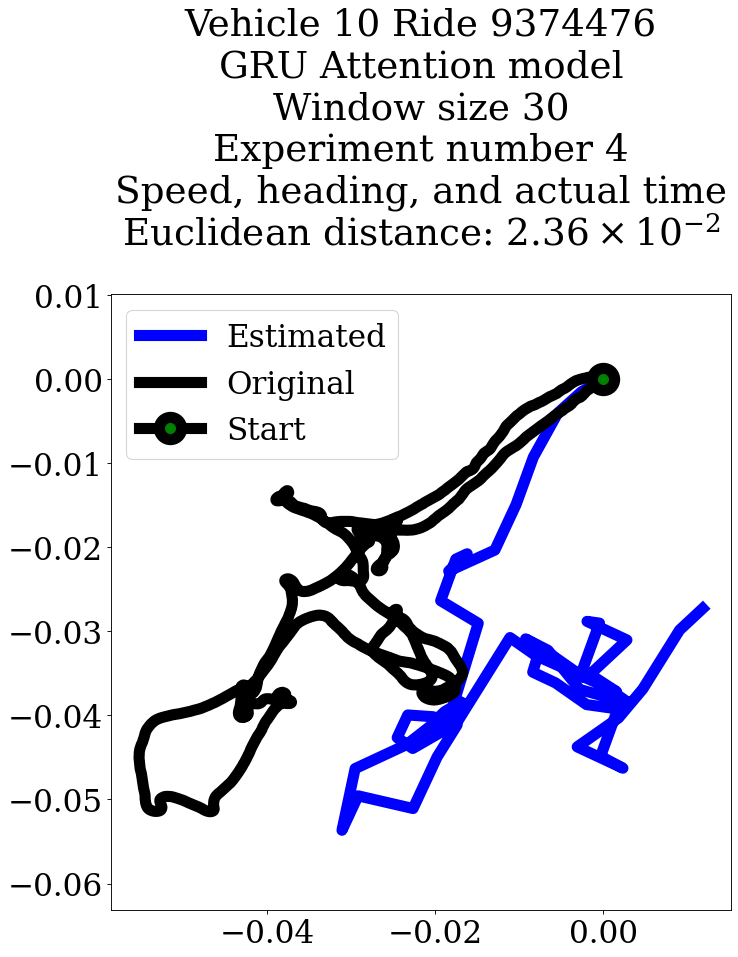 Vehicle 10 Ride 9374476
GRU Attention model
Window size 30
Experiment number 4
Speed, heading, and actual time
Euclidean distance: 2.36 × 10⁻²
0.01
0.00
−0.01
−0.02
−0.03
−0.04
−0.05
−0.06
Estimated
Original
Start
−0.04
−0.02
0.00